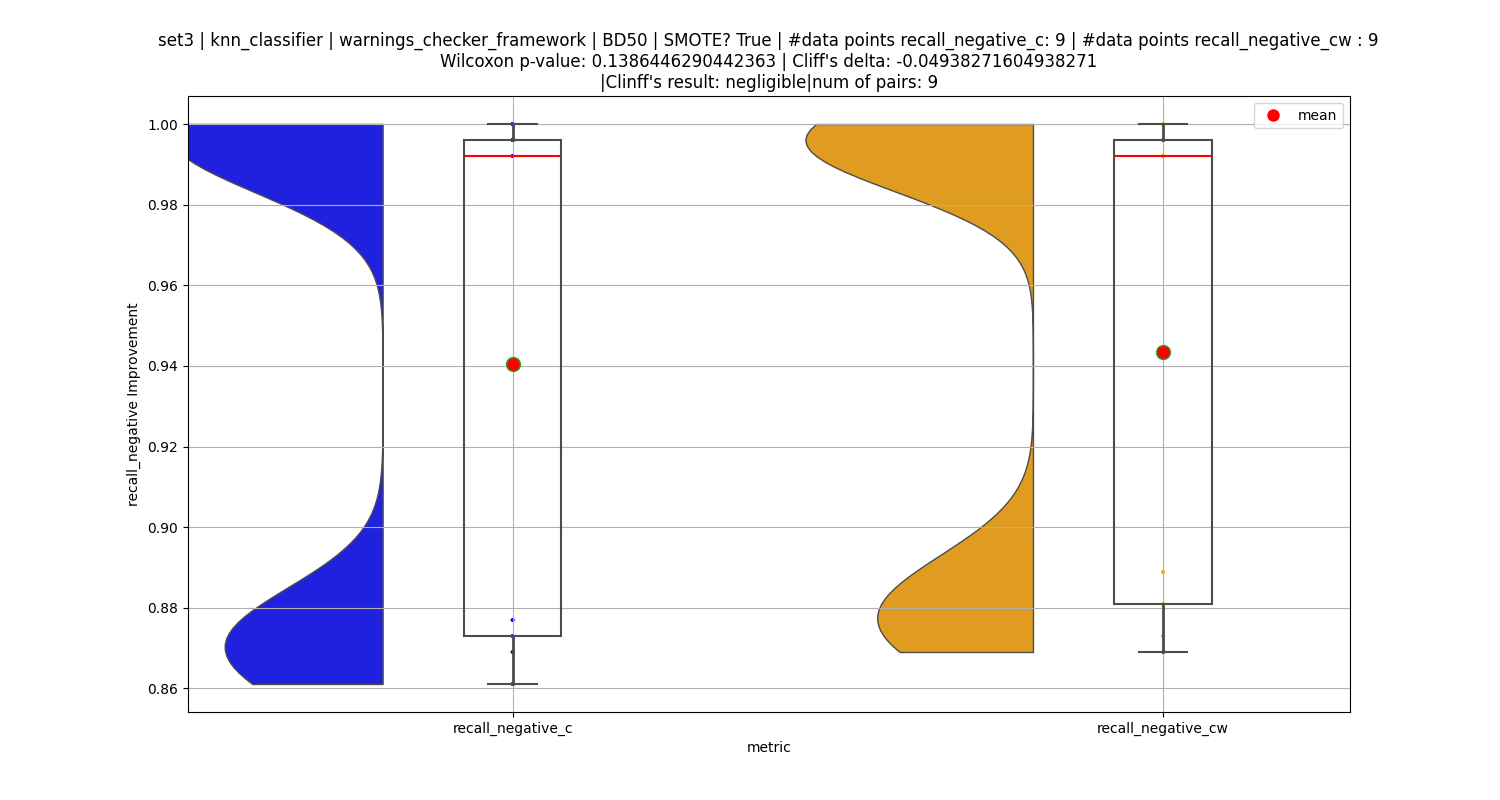 set3 | knn_classifier | warnings_checker_framework | BD50 | SMOTE? True | #data points recall_negative_c: 9 | #data points recall_negative_cw : 9
Wilcoxon p-value: 0.1386446290442363 | Cliff's delta: -0.04938271604938271
|Clinff's result: negligible|num of pairs: 9
mean
1.00
0.98
0.96
0.94
0.92
0.90
0.88
0.86
recall_negative Improvement
recall_negative_c
recall_negative_cw
metric